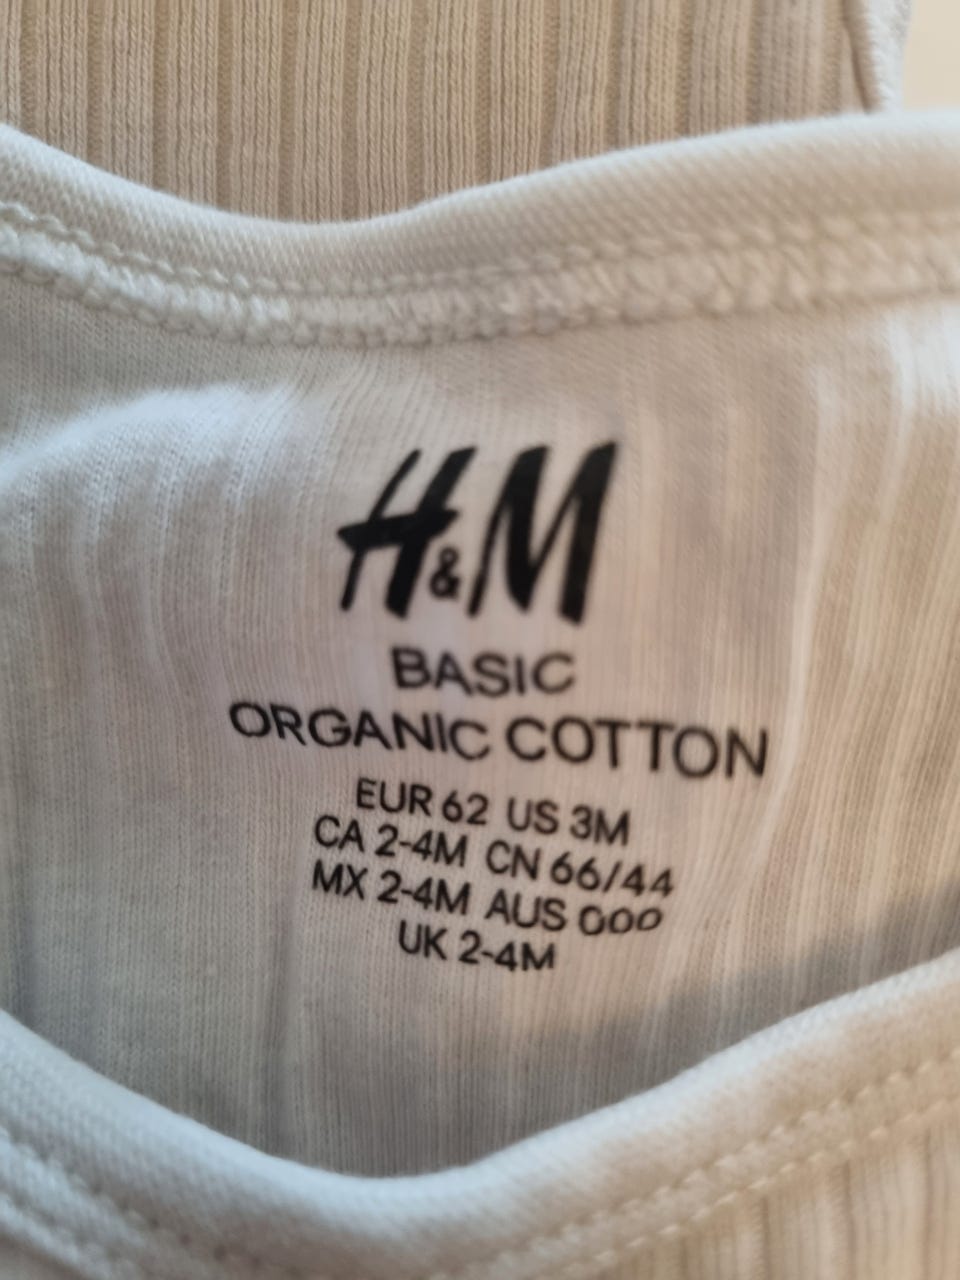 H&M
BASIC
ORGANIC COTTON
EUR 62 US 3M
CA 2-4M CN 66/44
MX 2-4M AUS 000
UK 2-4M